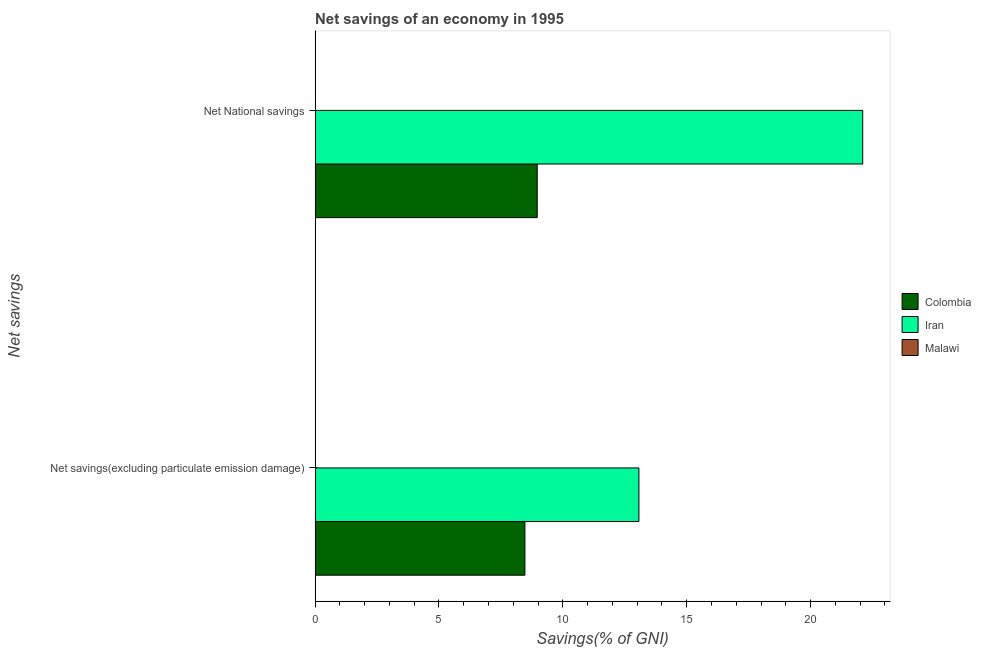 Net savings of an economy in 1995
Net National savings
Net savings(excluding particulate emission damage)
Net savings
0
5
10
15
20
Savings(% of GNI)
Colombia
Iran
Malawi